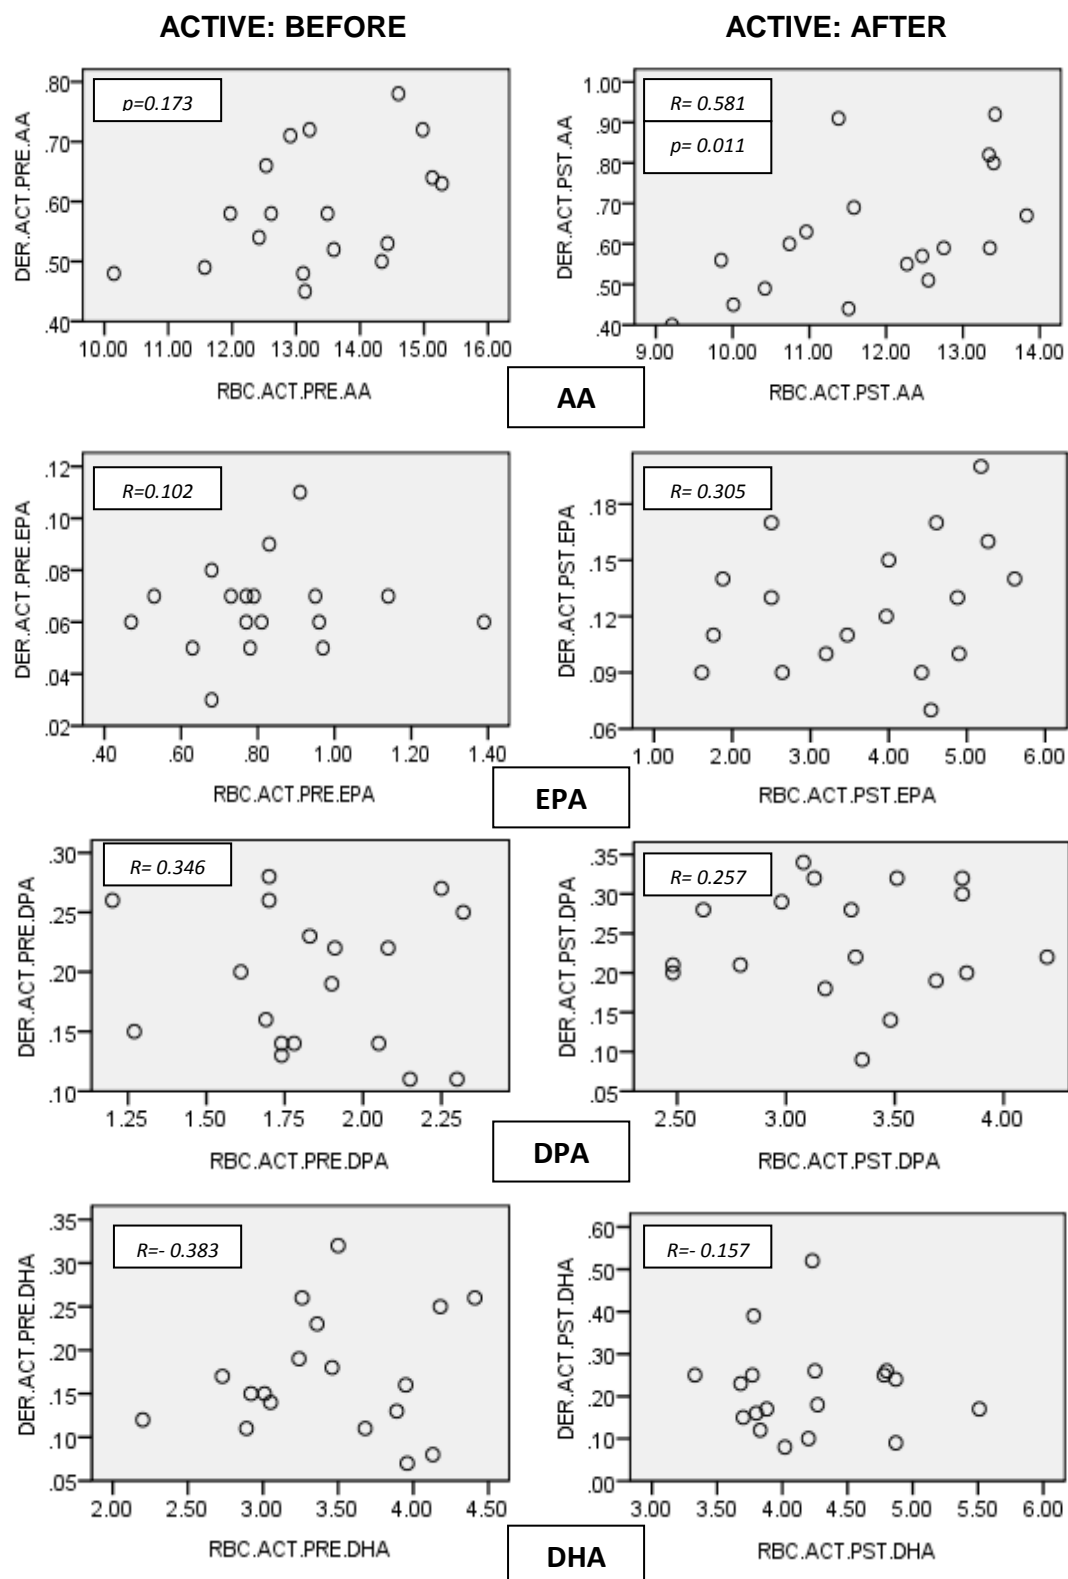 ACTIVE: BEFORE
ACTIVE: AFTER
DER.ACT.PRE.AA
.80
.70
.60
.50
.40
p=0.173
10.00 11.00 12.00 13.00 14.00 15.00 16.00
RBC.ACT.PRE.AA
DER.ACT.PST.AA
1.00
.90
.80
.70
.60
.50
.40
R= 0.581
p= 0.011
9.00 10.00 11.00 12.00 13.00 14.00
RBC.ACT.PST.AA
AA
DER.ACT.PRE.EPA
.12
.10
.08
.06
.04
.02
R=0.102
.40 .60 .80 1.00 1.20 1.40
RBC.ACT.PRE.EPA
DER.ACT.PST.EPA
.18
.15
.12
.09
.06
R= 0.305
1.00 2.00 3.00 4.00 5.00 6.00
RBC.ACT.PST.EPA
EPA
DER.ACT.PRE.DPA
.30
.25
.20
.15
.10
R= 0.346
1.25 1.50 1.75 2.00 2.25
RBC.ACT.PRE.DPA
DER.ACT.PST.DPA
.35
.30
.25
.20
.15
.10
.05
R= 0.257
2.50 3.00 3.50 4.00
RBC.ACT.PST.DPA
DPA
DER.ACT.PRE.DHA
.35
.30
.25
.20
.15
.10
.05
R=- 0.383
2.00 2.50 3.00 3.50 4.00 4.50
RBC.ACT.PRE.DHA
DER.ACT.PST.DHA
.60
.50
.40
.30
.20
.10
.00
R=- 0.157
3.00 3.50 4.00 4.50 5.00 5.50 6.00
RBC.ACT.PST.DHA
DHA